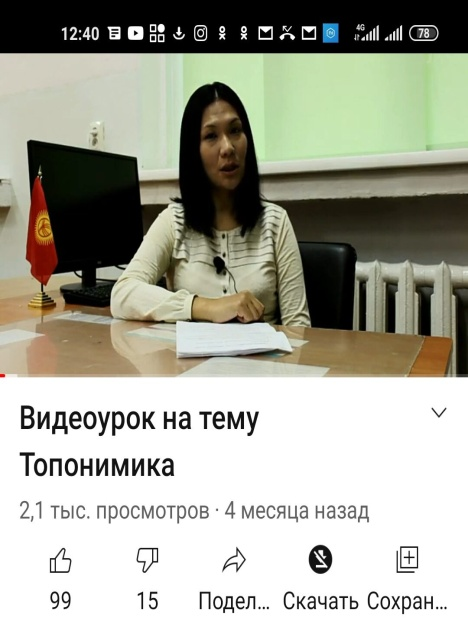 12:40
4G
78
Видеоурок на тему
Топонимика
2,1 тыс. просмотров · 4 месяца назад
99 15 Подел... Скачать Сохран...